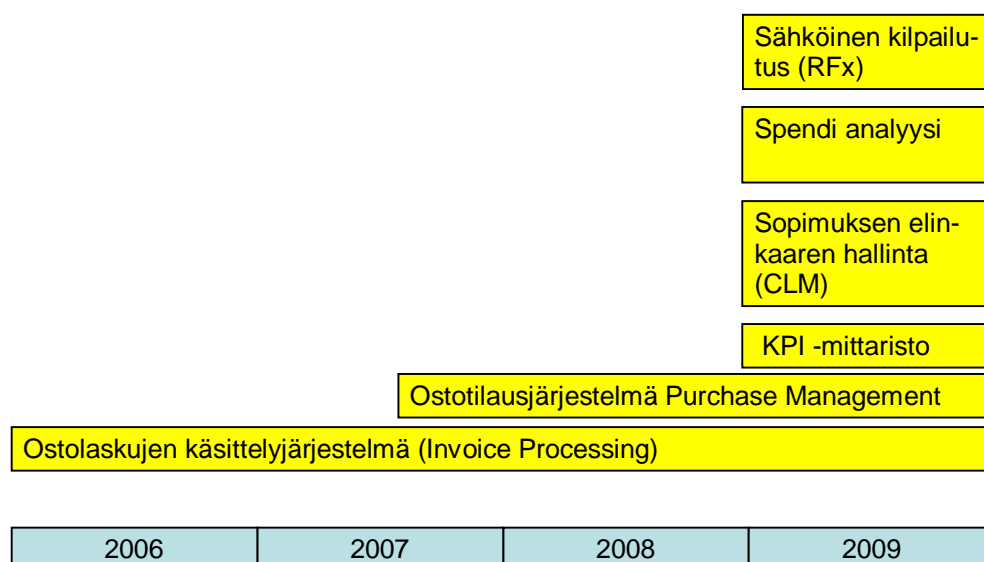 Sähköinen kilpailu-
tus (RFx)
Spendi analyysi
Sopimuksen elin-
kaaren hallinta
(CLM)
KPI -mittaristo
Ostotilausjärjestelmä Purchase Management
Ostolaskujen käsittelyjärjestelmä (Invoice Processing)
2006 2007 2008 2009